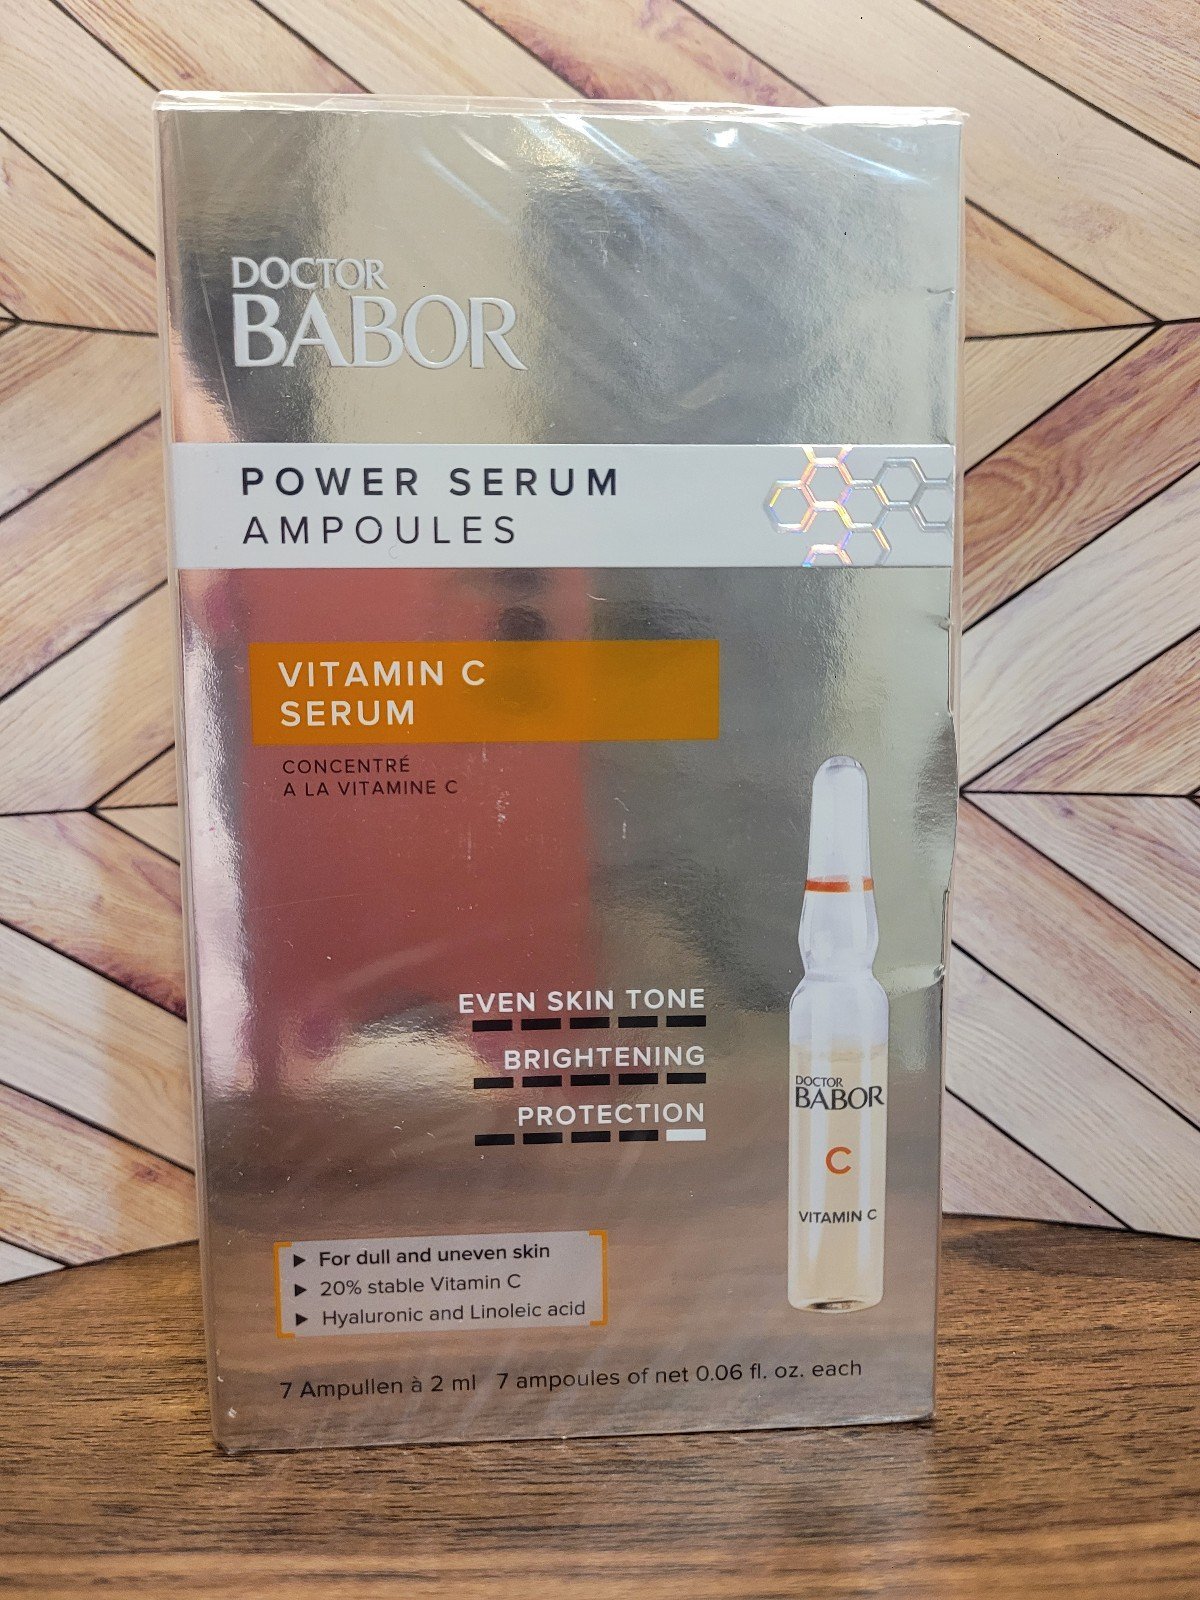 DOCTOR
BABOR
POWER SERUM
AMPOULES
VITAMIN C
SERUM
CONCENTRÉ
A LA VITAMINE C
EVEN SKIN TONE
BRIGHTENING
PROTECTION
DOCTOR
BABOR
C
VITAMIN C
For dull and uneven skin
20% stable Vitamin C
Hyaluronic and Linoleic acid
7 Ampullen à 2 ml 7 ampoules of net 0.06 fl. oz. each